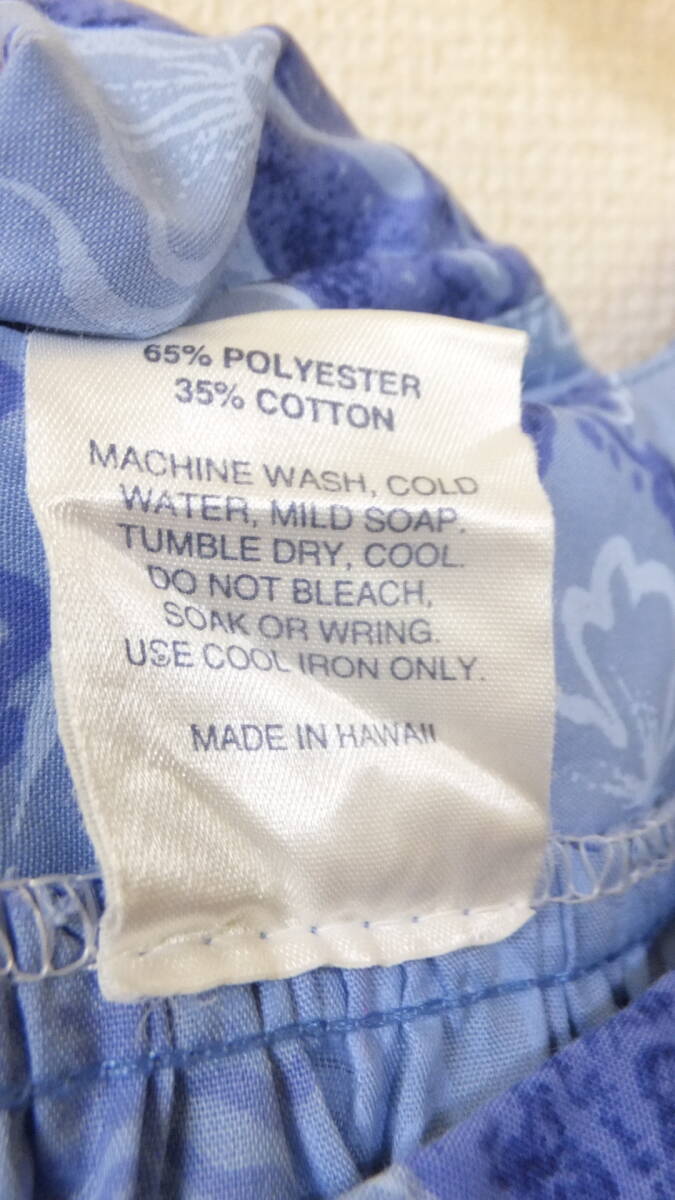 65% POLYESTER
35% COTTON
MACHINE WASH, COLD
WATER, MILD SOAP.
TUMBLE DRY, COOL.
DO NOT BLEACH,
SOAK OR WRING.
USE COOL IRON ONLY.
MADE IN HAWAII